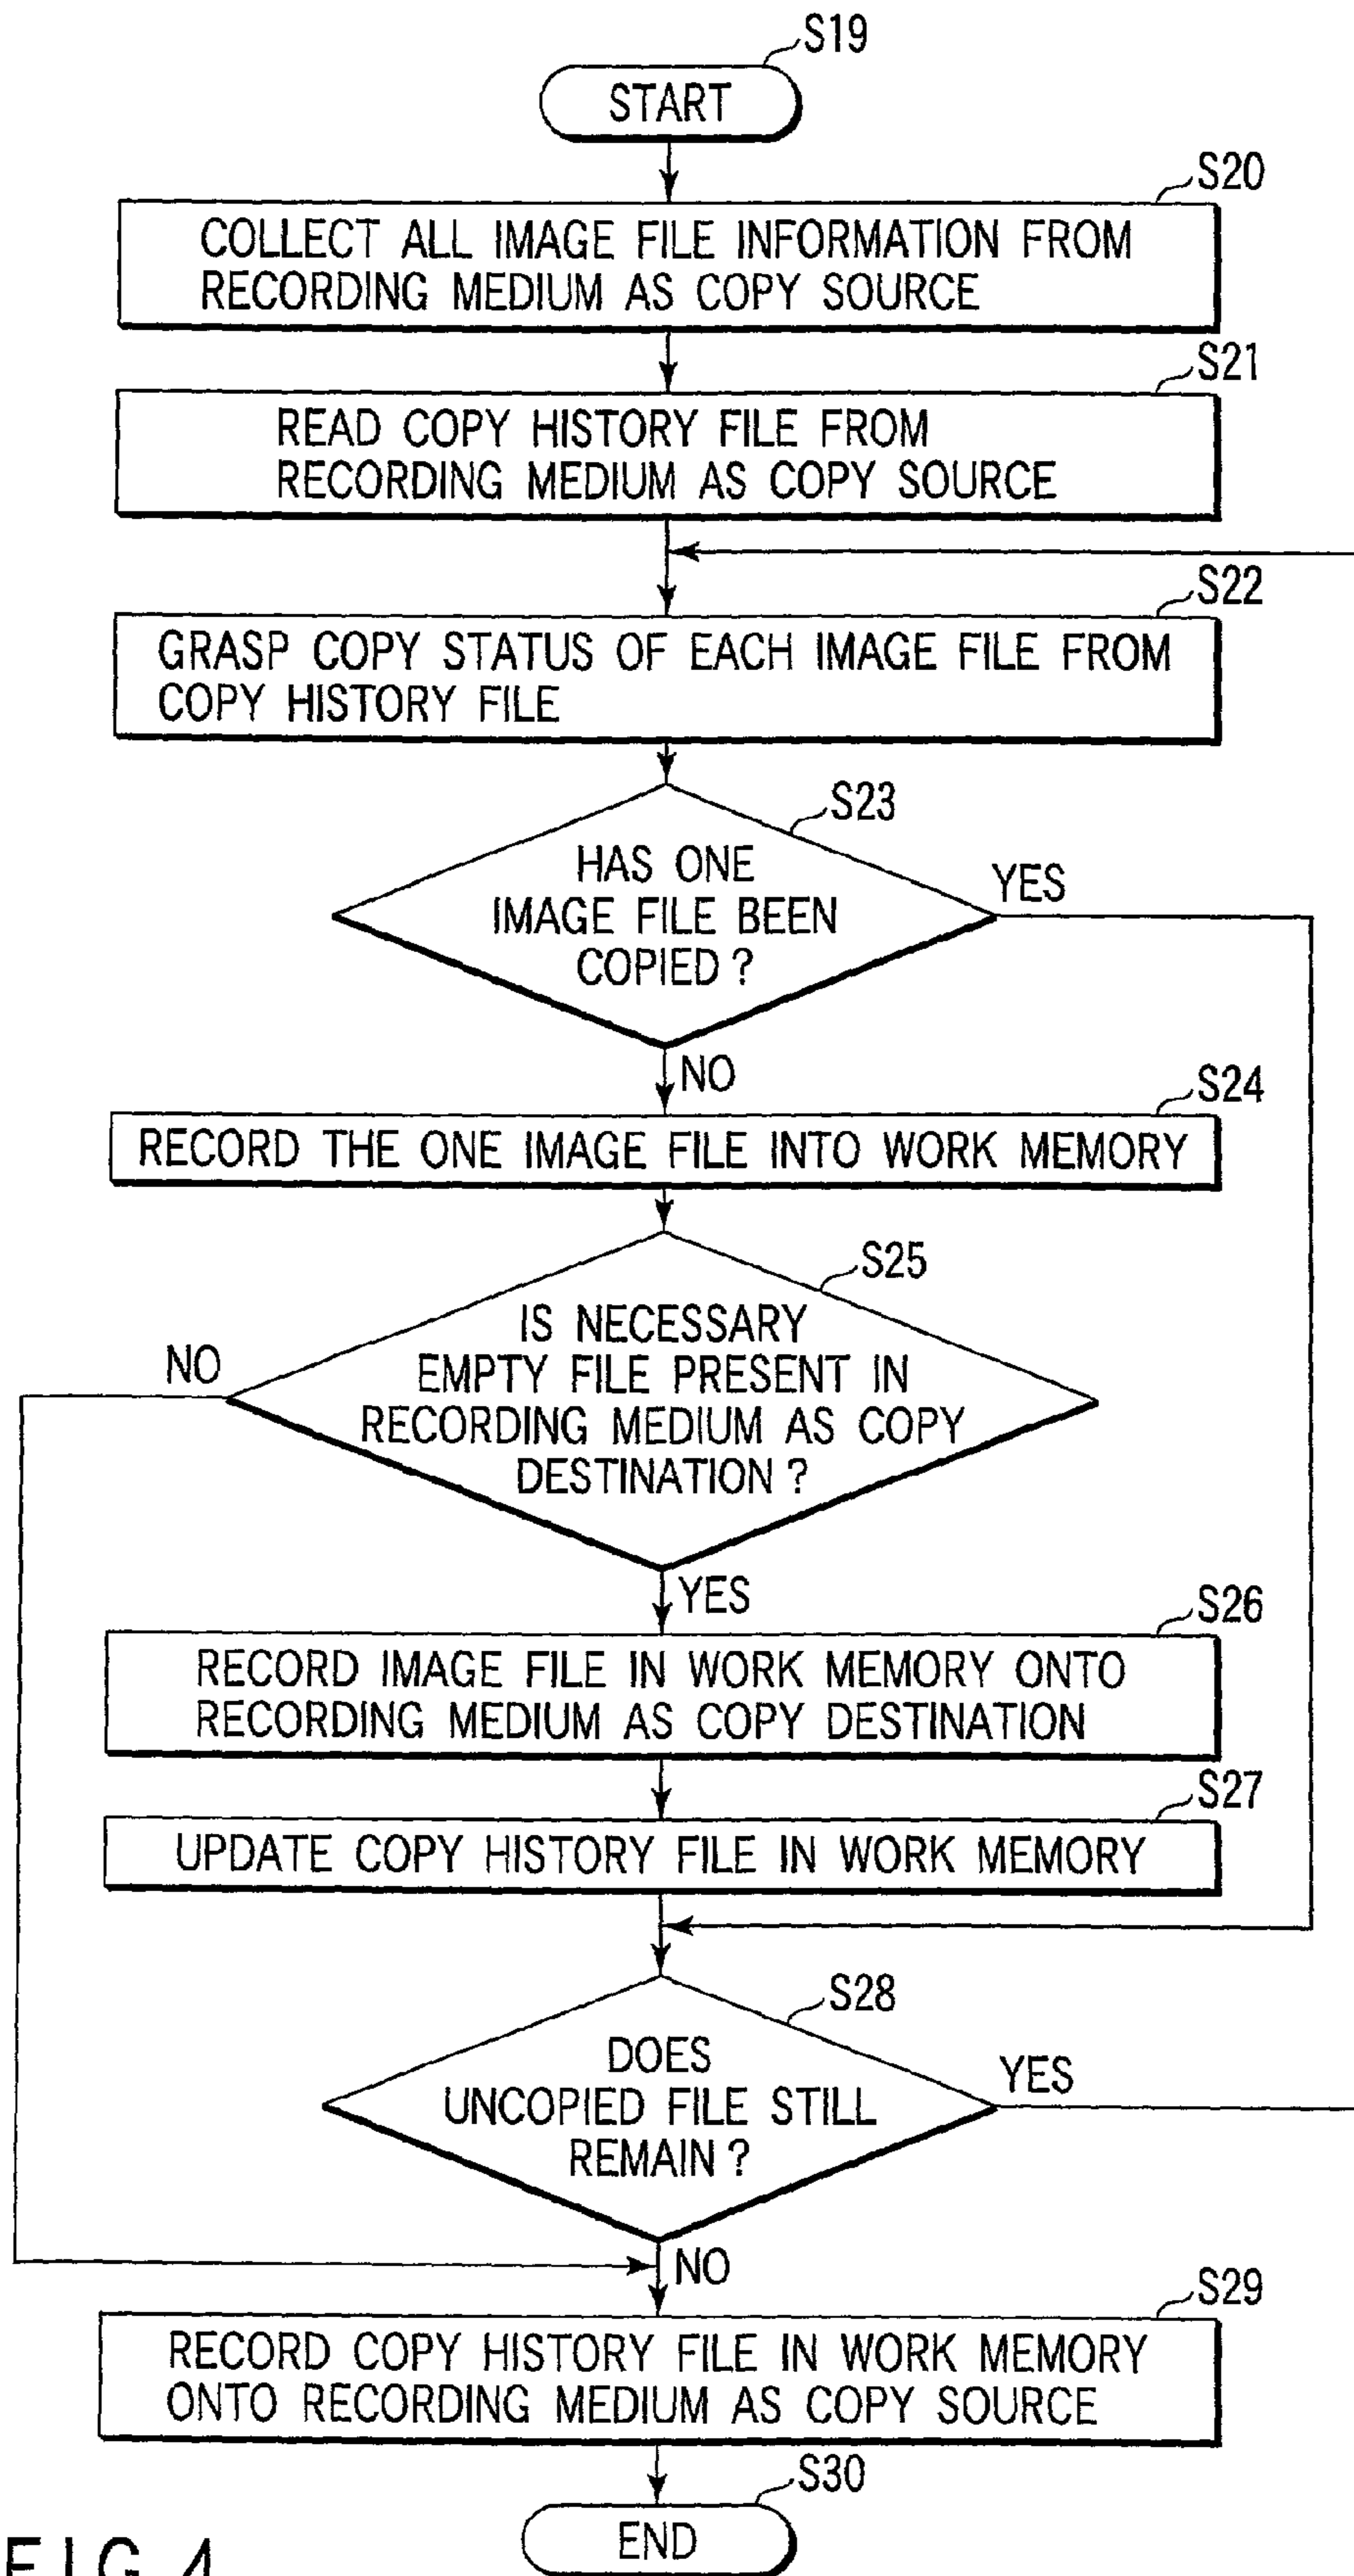 S19
START
S20
COLLECT ALL IMAGE FILE INFORMATION FROM
RECORDING MEDIUM AS COPY SOURCE
S21
READ COPY HISTORY FILE FROM
RECORDING MEDIUM AS COPY SOURCE
S22
GRASP COPY STATUS OF EACH IMAGE FILE FROM
COPY HISTORY FILE
S23
HAS ONE
IMAGE FILE BEEN
COPIED ?
YES
NO
S24
RECORD THE ONE IMAGE FILE INTO WORK MEMORY
S25
IS NECESSARY
EMPTY FILE PRESENT IN
RECORDING MEDIUM AS COPY
DESTINATION ?
NO
YES
S26
RECORD IMAGE FILE IN WORK MEMORY ONTO
RECORDING MEDIUM AS COPY DESTINATION
S27
UPDATE COPY HISTORY FILE IN WORK MEMORY
S28
DOES
UNCOPIED FILE STILL
REMAIN ?
YES
NO
S29
RECORD COPY HISTORY FILE IN WORK MEMORY
ONTO RECORDING MEDIUM AS COPY SOURCE
S30
END
FIG. 4